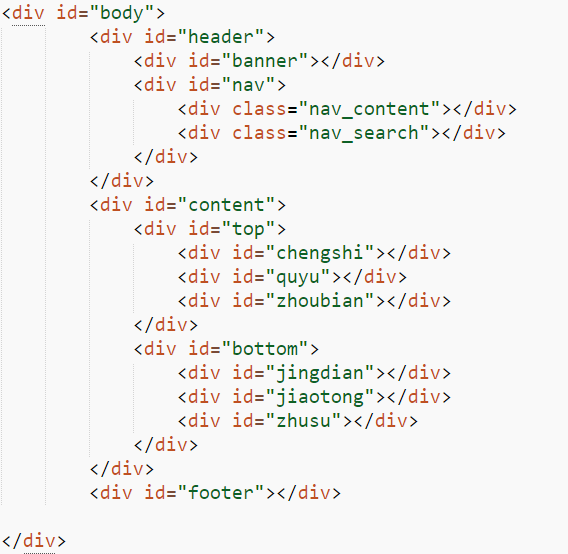 <div id="body">
<div id="header">
<div id="banner"></div>
<div id="nav">
<div class="nav_content"></div>
<div class="nav_search"></div>
</div>
</div>
<div id="content">
<div id="top">
<div id="chengshi"></div>
<div id="quyu"></div>
<div id="zhoubian"></div>
</div>
<div id="bottom">
<div id="jingdian"></div>
<div id="jiaotong"></div>
<div id="zhusu"></div>
</div>
</div>
<div id="footer"></div>
</div>